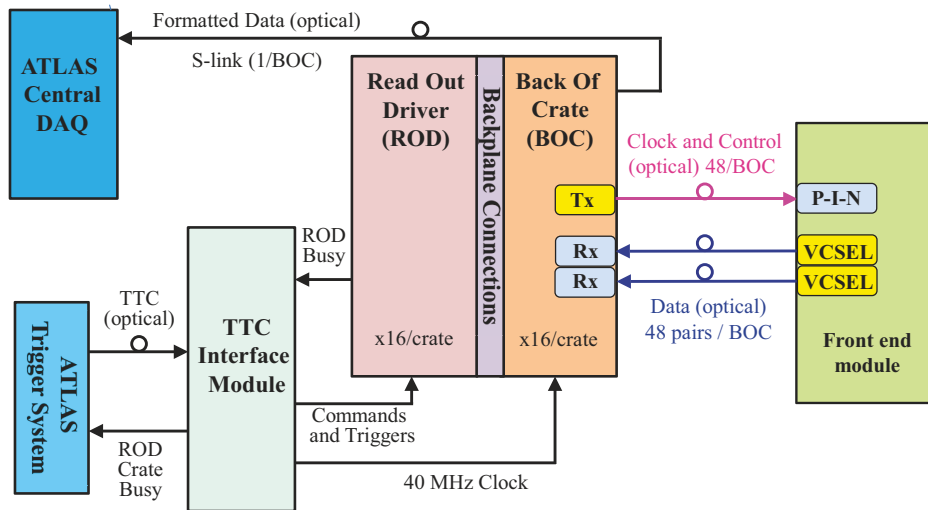 Formatted Data (optical)
S-link (1/BOC)
ATLAS
Central
DAQ
Read Out
Driver
(ROD)
x16/crate
Backplane Connections
Back Of
Crate
(BOC)
Tx
Rx
Rx
x16/crate
Clock and Control
(optical) 48/BOC
P-I-N
VCSEL
VCSEL
Data (optical)
48 pairs / BOC
Front end
module
ROD
Busy
TTC
(optical)
TTC
Interface
Module
ATLAS
Trigger System
ROD
Crate
Busy
Commands
and Triggers
40 MHz Clock